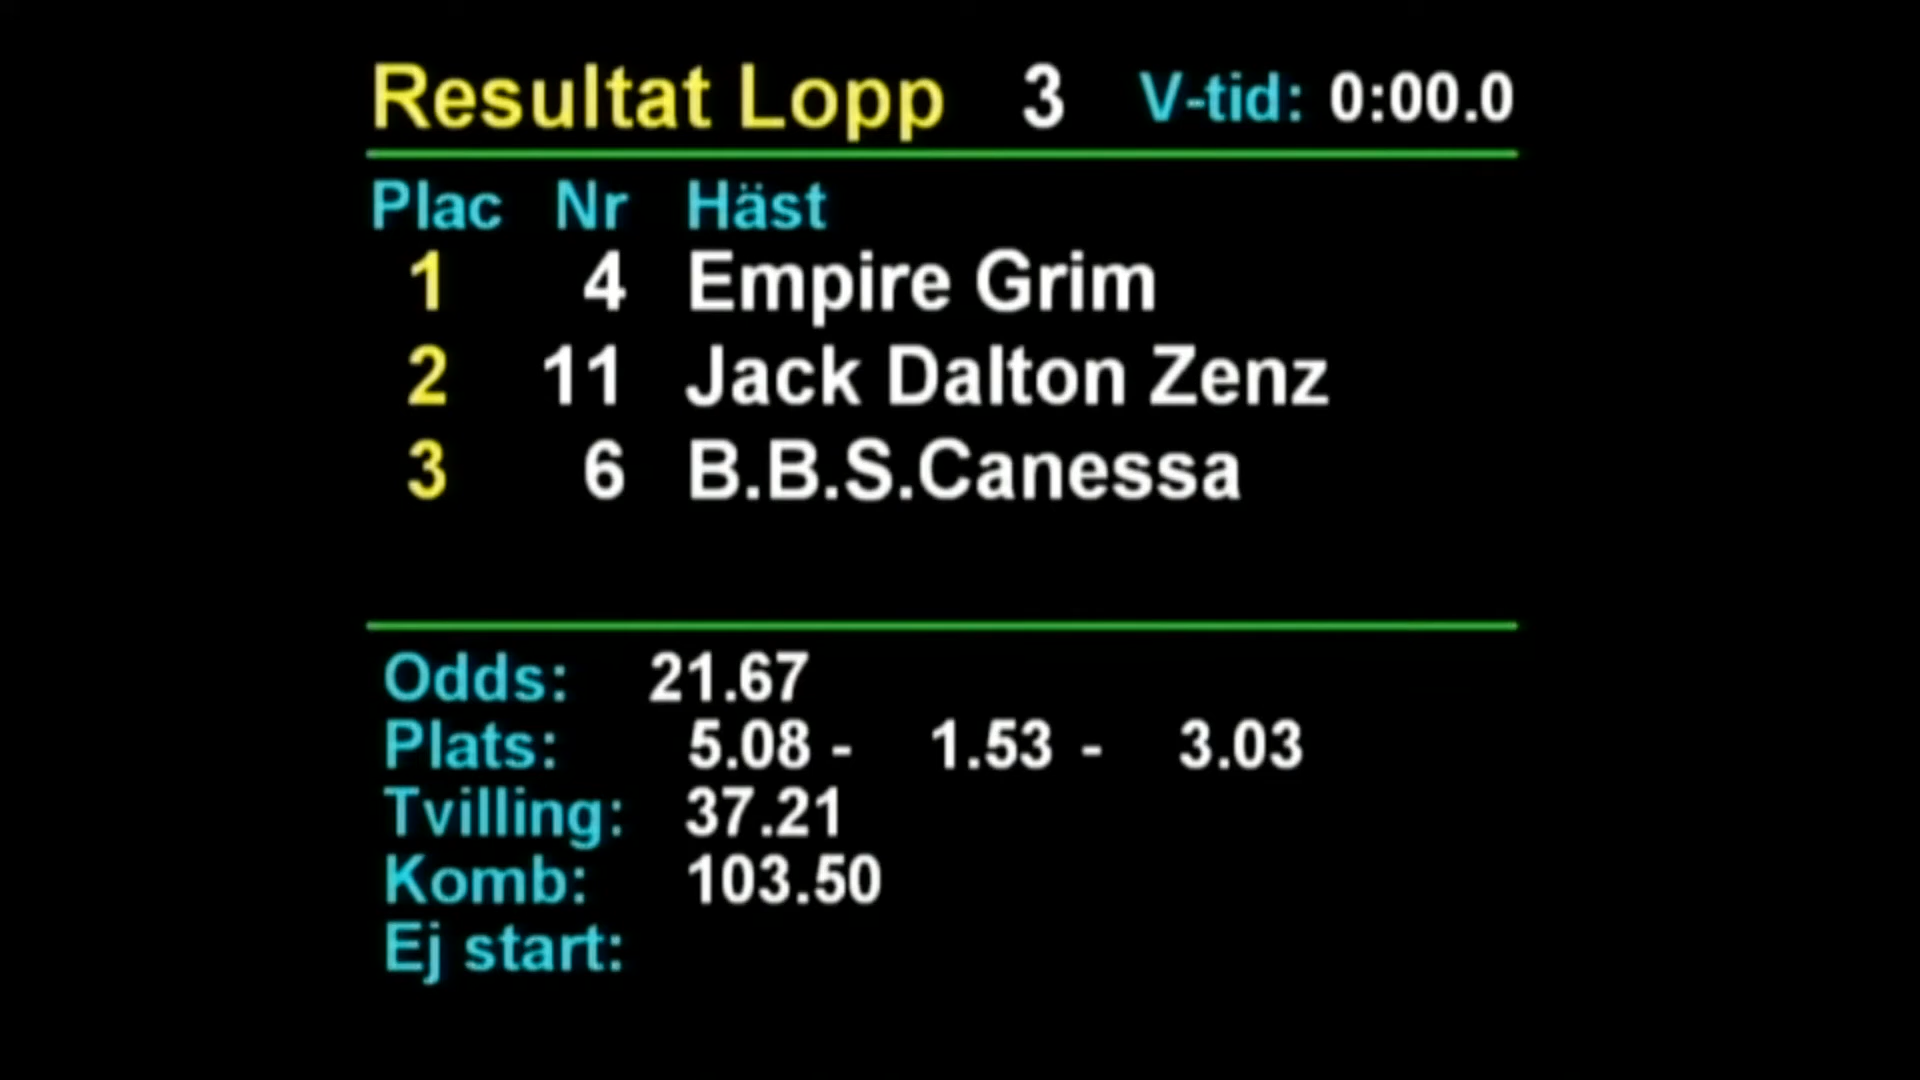 Resultat Lopp 3 V-tid: 0:00.0
Plac Nr Häst
1 4 Empire Grim
2 11 Jack Dalton Zenz
3 6 B.B.S.Canessa
Odds: 21.67
Plats: 5.08 - 1.53 - 3.03
Tvilling: 37.21
Komb: 103.50
Ej start: